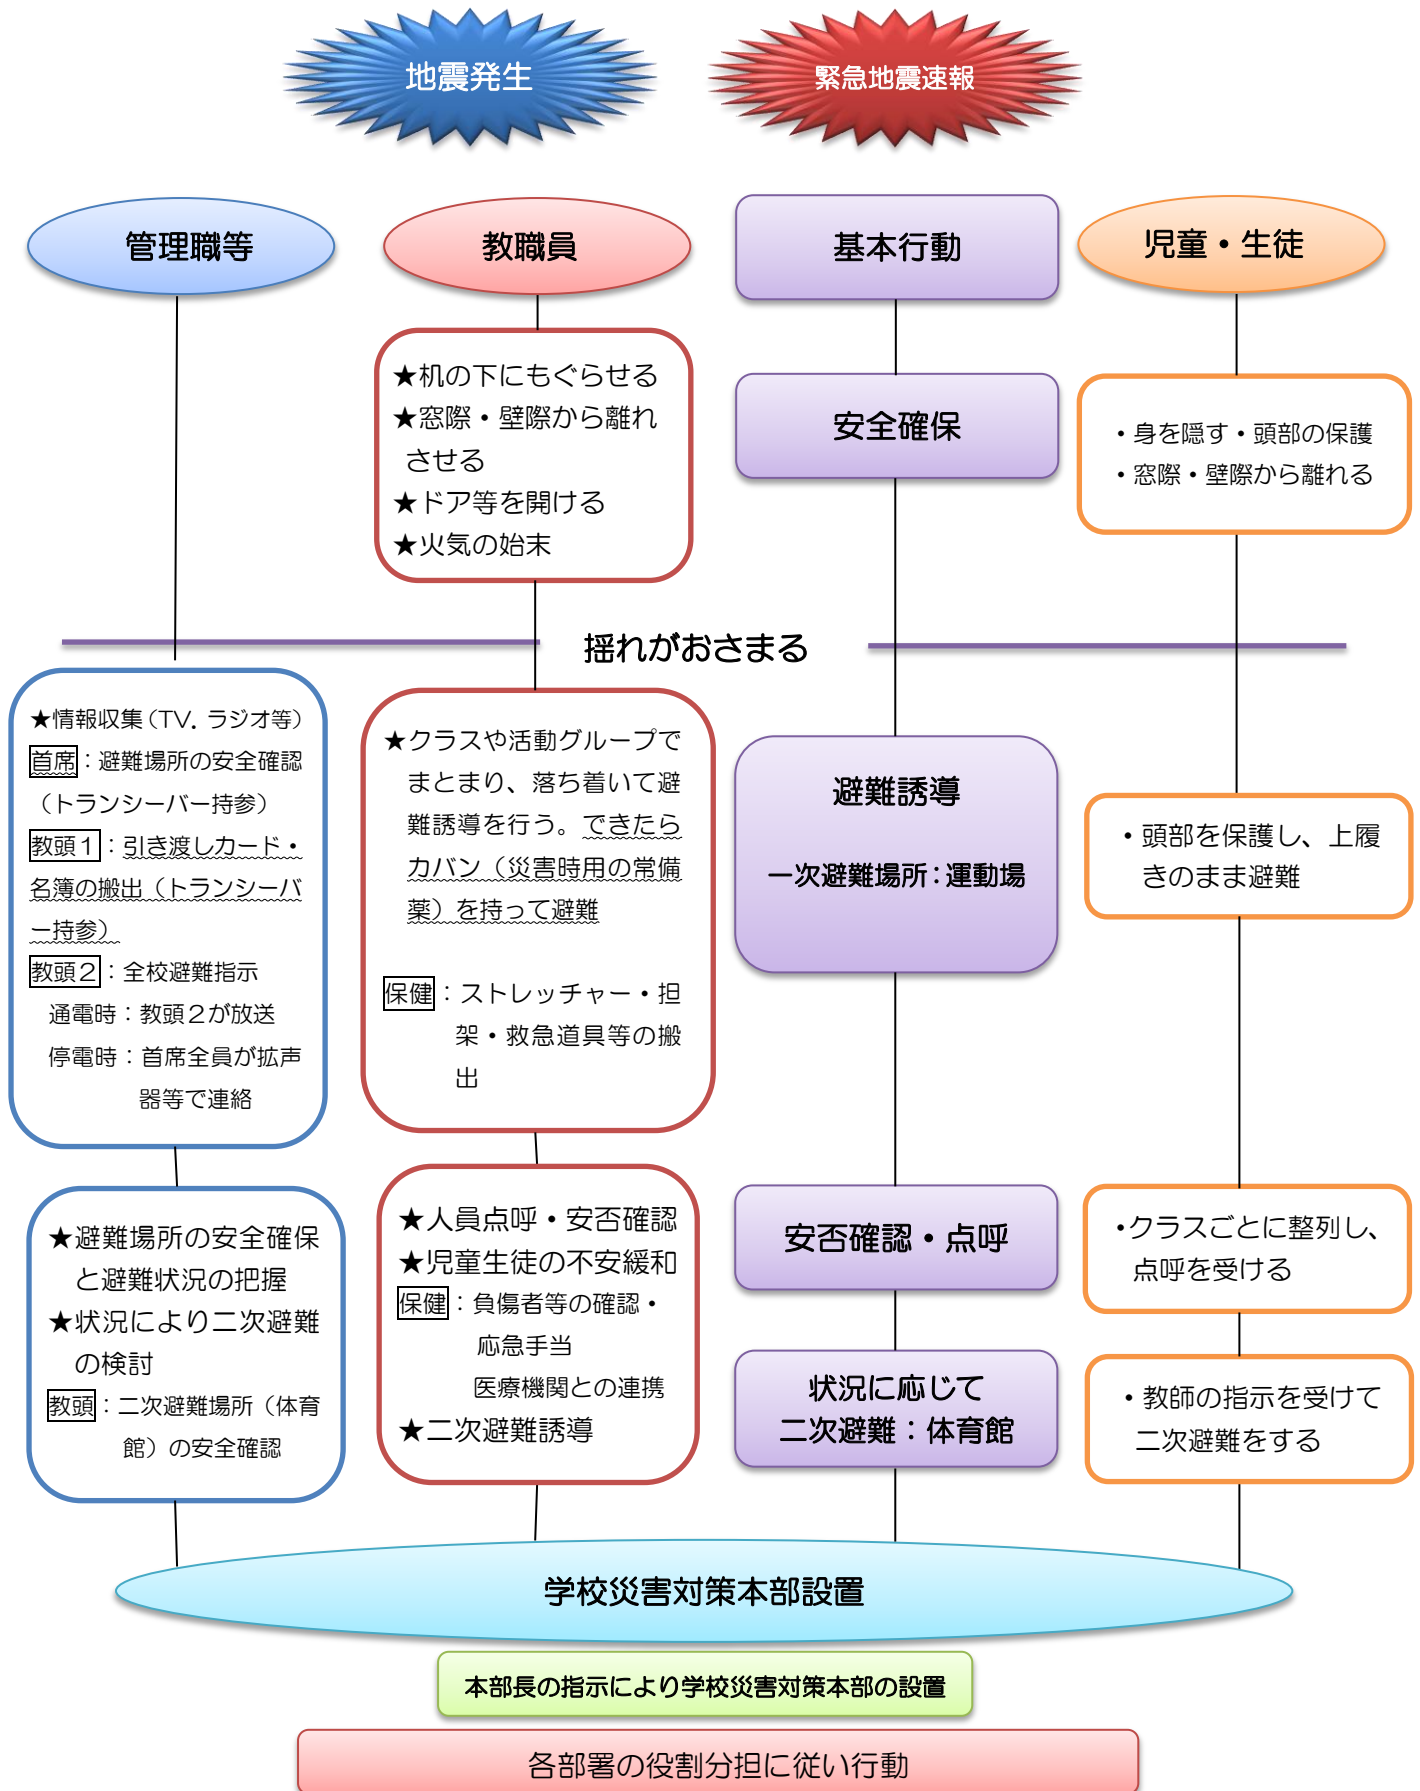 地震発生
緊急地震速報
管理職等
教職員
基本行動
児童・生徒
★机の下にもぐらせる
★窓際・壁際から離れ
させる
★ドア等を開ける
★火気の始末
安全確保
・身を隠す・頭部の保護
・窓際・壁際から離れる
揺れがおさまる
★情報収集（TV．ラジオ等）
首席：避難場所の安全確認
（トランシーバー持参）
教頭１：引き渡しカード・
名簿の搬出（トランシーバ
ー持参）
教頭２：全校避難指示
通電時：教頭２が放送
停電時：首席全員が拡声
器等で連絡
★クラスや活動グループで
まとまり、落ち着いて避
難誘導を行う。できたら
カバン（災害時用の常備
薬）を持って避難
保健：ストレッチャー・担
架・救急道具等の搬
出
避難誘導
一次避難場所：運動場
・頭部を保護し、上履
きのまま避難
★避難場所の安全確保
と避難状況の把握
★状況により二次避難
の検討
教頭：二次避難場所（体育
館）の安全確認
★人員点呼・安否確認
★児童生徒の不安緩和
保健：負傷者等の確認・
応急手当
医療機関との連携
★二次避難誘導
安否確認・点呼
状況に応じて
二次避難：体育館
・クラスごとに整列し、
点呼を受ける
・教師の指示を受けて
二次避難をする
学校災害対策本部設置
本部長の指示により学校災害対策本部の設置
各部署の役割分担に従い行動